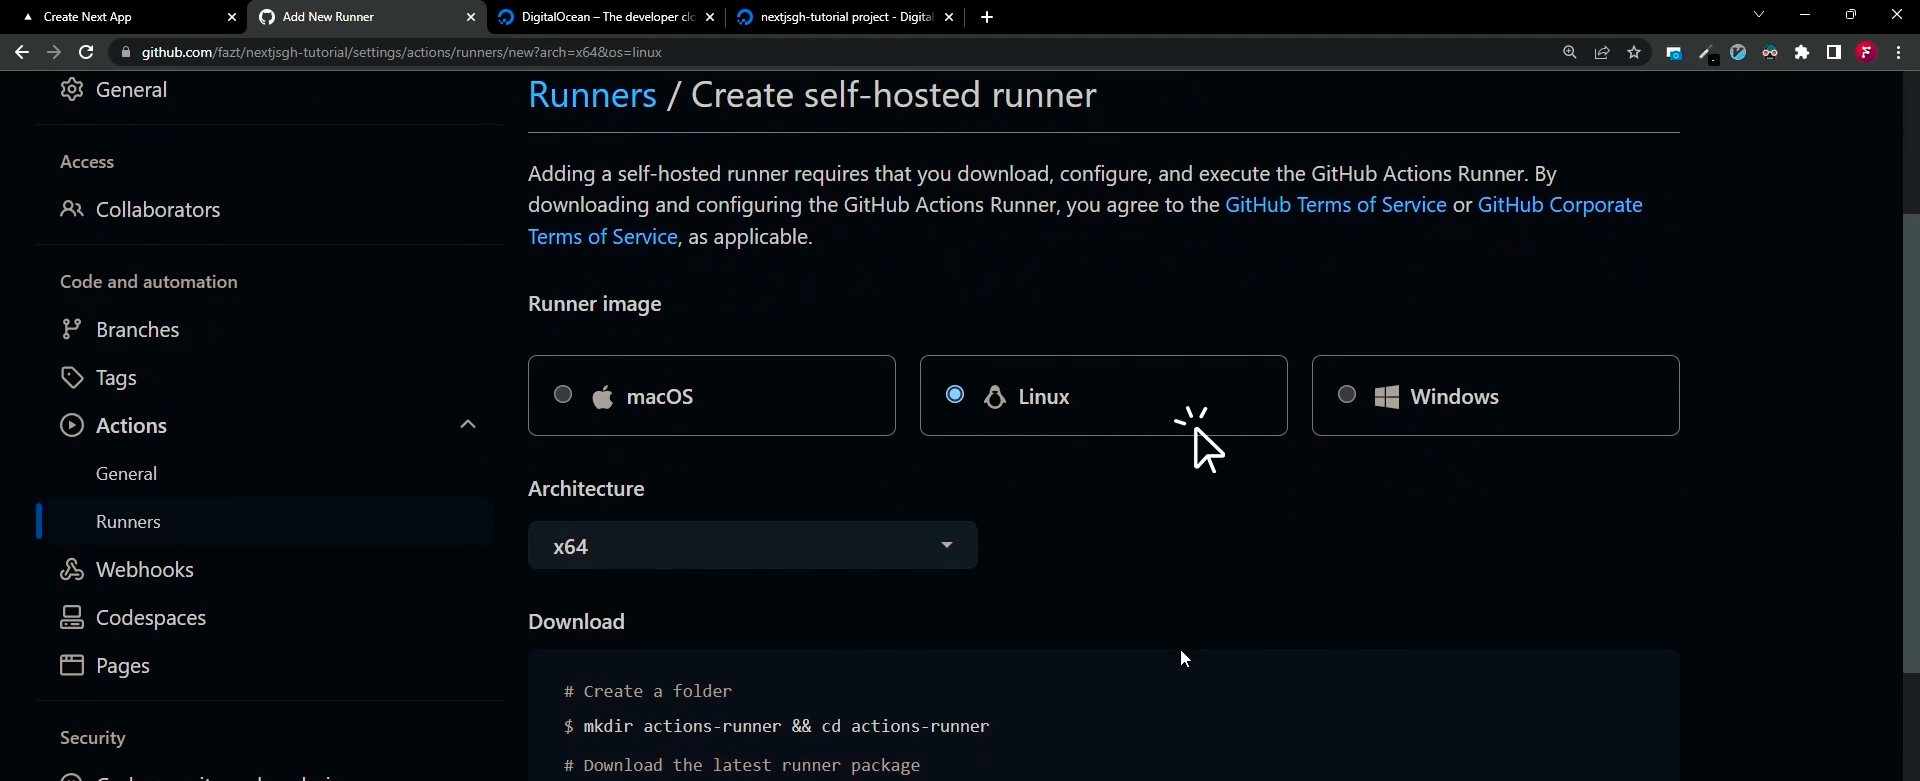 Create Next App
Add New Runner
DigitalOcean – The developer clo
nextjsgh-tutorial project - Digital
github.com/fazt/nextjsgh-tutorial/settings/actions/runners/new?arch=x64&os=linux
General
Access
Collaborators
Code and automation
Branches
Tags
Actions
General
Runners
Webhooks
Codespaces
Pages
Security
Runners / Create self-hosted runner
Adding a self-hosted runner requires that you download, configure, and execute the GitHub Actions Runner. By
downloading and configuring the GitHub Actions Runner, you agree to the GitHub Terms of Service or GitHub Corporate
Terms of Service, as applicable.
Runner image
macOS
Linux
Windows
Architecture
x64
Download
# Create a folder
$ mkdir actions-runner && cd actions-runner
# Download the latest runner package